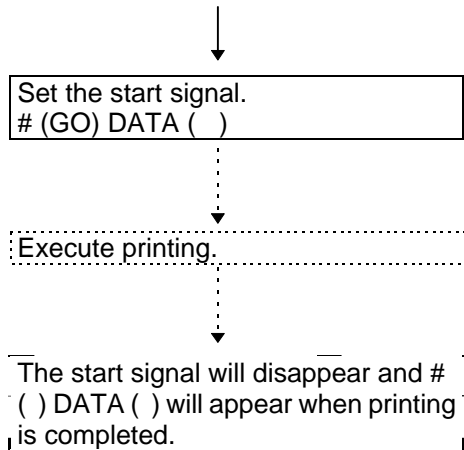 Set the start signal.
# (GO) DATA (  )
Execute printing.
The start signal will disappear and #
( ) DATA ( ) will appear when printing
is completed.